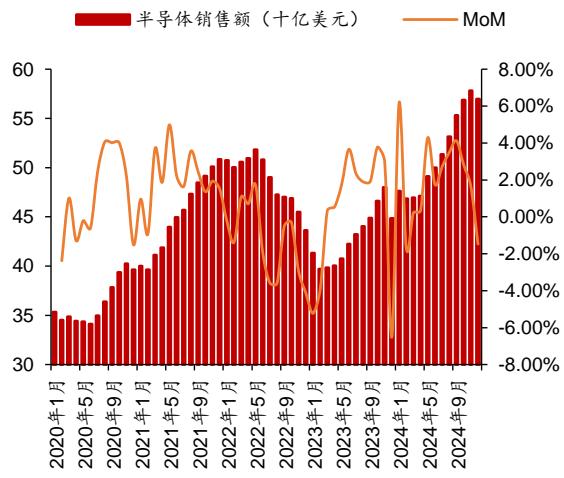 半导体销售额（十亿美元） MoM
60 8.00%
55 6.00%
50 4.00%
45 2.00%
40 0.00%
35 -2.00%
30 -4.00%
-6.00%
-8.00%
2020年1月
2020年5月
2020年9月
2021年1月
2021年5月
2021年9月
2022年1月
2022年5月
2022年9月
2023年1月
2023年5月
2023年9月
2024年1月
2024年5月
2024年9月